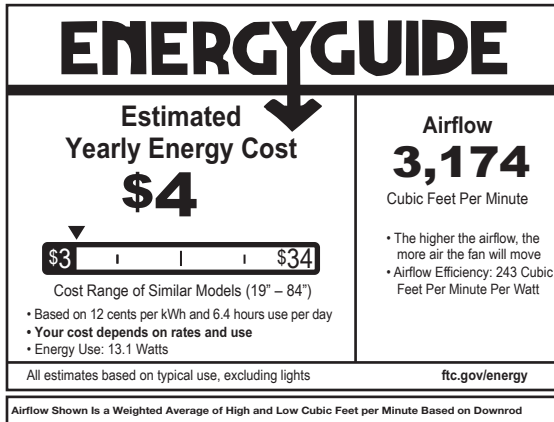 ENERGYGUIDE
Estimated
Yearly Energy Cost
$4
$3
$34
Cost Range of Similar Models (19” – 84”)
• Based on 12 cents per kWh and 6.4 hours use per day
• Your cost depends on rates and use
• Energy Use: 13.1 Watts
Airflow
3,174
Cubic Feet Per Minute
• The higher the airflow, the
more air the fan will move
• Airflow Efficiency: 243 Cubic
Feet Per Minute Per Watt
All estimates based on typical use, excluding lights
ftc.gov/energy
Airflow Shown Is a Weighted Average of High and Low Cubic Feet per Minute Based on Downrod